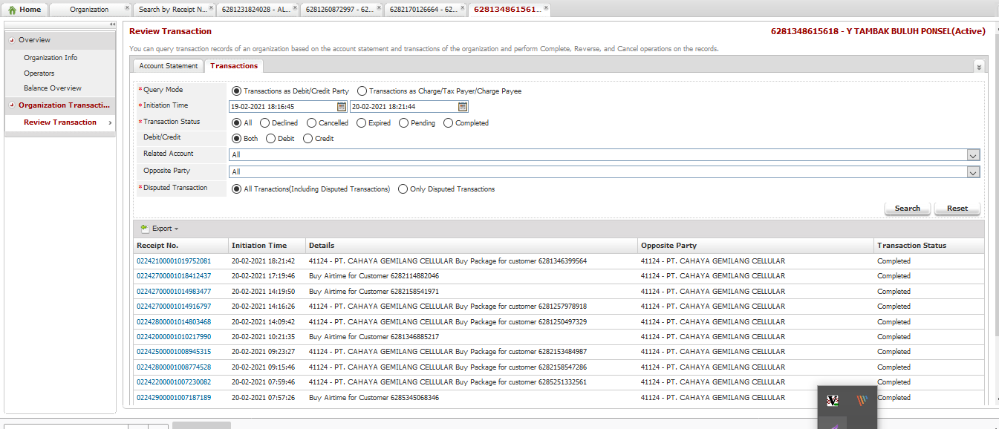 Home Organization Search by Receipt N... 6281231824028 - AL... 6281260872997 - 62... 6282170126664 - 62... 628134861561...
Overview
Organization Info
Operators
Balance Overview
Organization Transacti...
Review Transaction
Review Transaction 6281348615618 - Y TAMBAK BULUH PONSEL(Active)
You can query transaction records of an organization based on the account statement and transactions of the organization and perform Complete, Reverse, and Cancel operations on the records.
Account Statement Transactions
*Query Mode Transactions as Debit/Credit Party Transactions as Charge/Tax Payer/Charge Payee
*Initiation Time 19-02-2021 18:16:45 20-02-2021 18:21:44
*Transaction Status All Declined Cancelled Expired Pending Completed
Debit/Credit Both Debit Credit
Related Account All
Opposite Party All
*Disputed Transaction All Tranactions(Including Disputed Transactions) Only Disputed Transactions
Search Reset
Export
Receipt No. Initiation Time Details Opposite Party Transaction Status
02242100001019752081 20-02-2021 18:21:42 41124 - PT. CAHAYA GEMILANG CELLULAR Buy Package for customer 6281346399564 41124 - PT. CAHAYA GEMILANG CELLULAR Completed
02242700001018412437 20-02-2021 17:19:46 Buy Airtime for Customer 6282114882046 41124 - PT. CAHAYA GEMILANG CELLULAR Completed
02242900001014983477 20-02-2021 14:19:50 Buy Airtime for Customer 6282158541971 41124 - PT. CAHAYA GEMILANG CELLULAR Completed
02242700001014916797 20-02-2021 14:16:26 41124 - PT. CAHAYA GEMILANG CELLULAR Buy Package for customer 6281257978918 41124 - PT. CAHAYA GEMILANG CELLULAR Completed
02242800001014803468 20-02-2021 14:09:42 41124 - PT. CAHAYA GEMILANG CELLULAR Buy Package for customer 6281250497329 41124 - PT. CAHAYA GEMILANG CELLULAR Completed
02242000001010217990 20-02-2021 10:21:35 Buy Airtime for Customer 6281346885217 41124 - PT. CAHAYA GEMILANG CELLULAR Completed
02242500001008945315 20-02-2021 09:23:27 41124 - PT. CAHAYA GEMILANG CELLULAR Buy Package for customer 6282153484987 41124 - PT. CAHAYA GEMILANG CELLULAR Completed
02242800001008774528 20-02-2021 09:15:46 41124 - PT. CAHAYA GEMILANG CELLULAR Buy Package for customer 6282158547286 41124 - PT. CAHAYA GEMILANG CELLULAR Completed
02242200001007230082 20-02-2021 07:59:46 41124 - PT. CAHAYA GEMILANG CELLULAR Buy Package for customer 6285251332561 41124 - PT. CAHAYA GEMILANG CELLULAR Completed
02242900001007187189 20-02-2021 07:57:26 Buy Airtime for Customer 6285345068346 41124 - PT. CAHAYA GEMILANG CELLULAR Completed